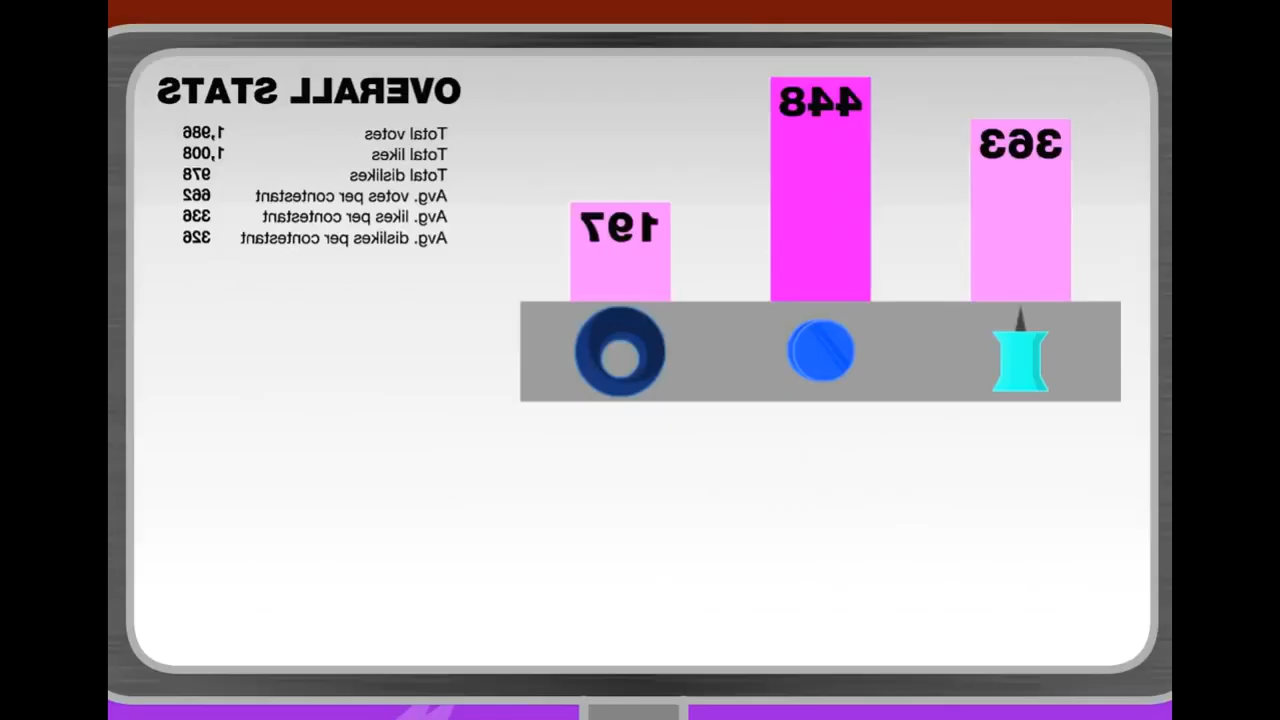 OVERALL STATS
Total votes 1,986
Total likes 1,008
Total dislikes 978
Avg. votes per contestant 662
Avg. likes per contestant 336
Avg. dislikes per contestant 326
363
448
197